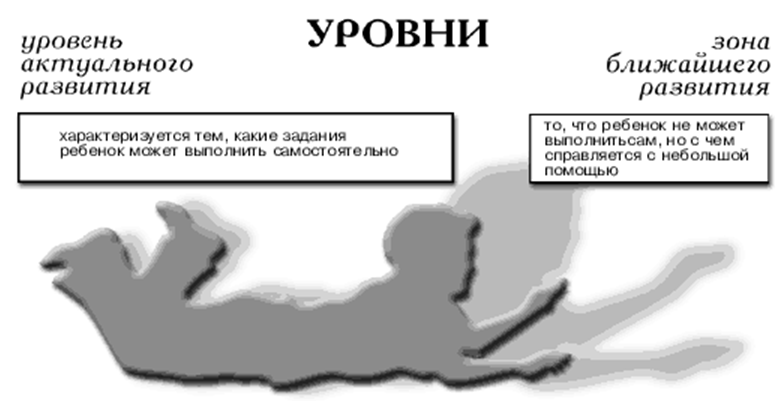 УРОВНИ
уровень
актуального
развития
зона
ближайшего
развития
характеризуется тем, какие задания
ребенок может выполнить самостоятельно
то, что ребенок не может
выполнитьсам, но с чем
справляется с небольшой
помощью